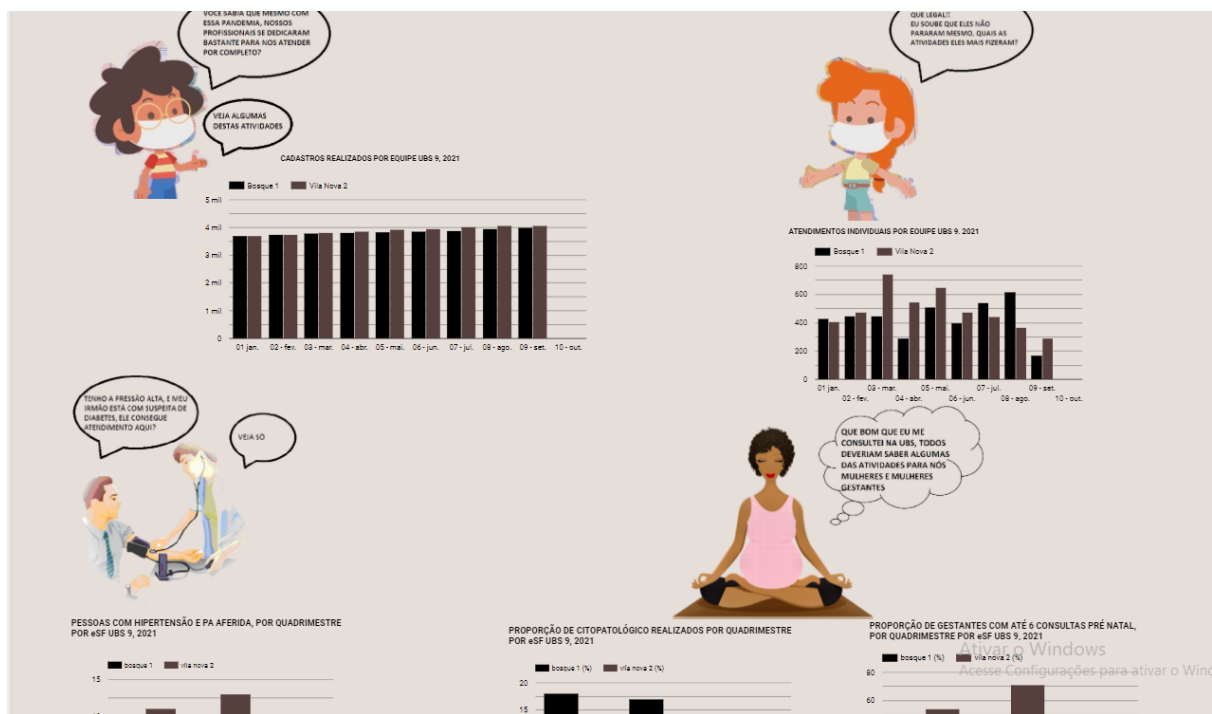 VOCÊ SABIA QUE MESMO COM
ESSA PANDEMIA, NOSSOS
PROFISSIONAIS SE DEDICARAM
BASTANTE PARA NOS ATENDER
POR COMPLETO?
VEJA ALGUMAS
DESTAS ATIVIDADES
QUE LEGAL!!
EU SOUBE QUE ELES NÃO
PARARAM MESMO, QUAIS AS
ATIVIDADES ELES MAIS FIZERAM?
CADASTROS REALIZADOS POR EQUIPE UBS 9, 2021
Bosque 1 Vila Nova 2
5 mil
4 mil
3 mil
2 mil
1 mil
0
01 jan. 02 - fev. 03 - mar. 04 - abr. 05 - mai. 06 - jun. 07 - jul. 08 - ago. 09 - set. 10 - out.
ATENDIMENTOS INDIVIDUAIS POR EQUIPE UBS 9. 2021
Bosque 1 Vila Nova 2
800
600
400
200
0
01 jan. 03 - mar. 05 - mai. 07 - jul. 09 - set.
02 - fev. 04 - abr. 06 - jun. 08 - ago. 10 - out.
TENHO A PRESSÃO ALTA, E MEU
IRMÃO ESTÁ COM SUSPEITA DE
DIABETES, ELE CONSEGUE
ATENDIMENTO AQUI?
VEJA SÓ
QUE BOM QUE EU ME
CONSULTEI NA UBS, TODOS
DEVERIAM SABER ALGUMAS
DAS ATIVIDADES PARA NÓS
MULHERES E MULHERES
GESTANTES
PESSOAS COM HIPERTENSÃO E PA AFERIDA, POR QUADRIMESTRE
POR eSF UBS 9, 2021
bosque 1 vila nova 2
15
PROPORÇÃO DE CITOPATOLÓGICO REALIZADOS POR QUADRIMESTRE
POR eSF UBS 9, 2021
bosque 1 (%) vila nova 2 (%)
20
15
PROPORÇÃO DE GESTANTES COM ATÉ 6 CONSULTAS PRÉ NATAL,
POR QUADRIMESTRE POR eSF UBS 9, 2021
bosque 1 (%) vila nova 2 (%)
80
60
Ativar o Windows
Acesse Configurações para ativar o Wind